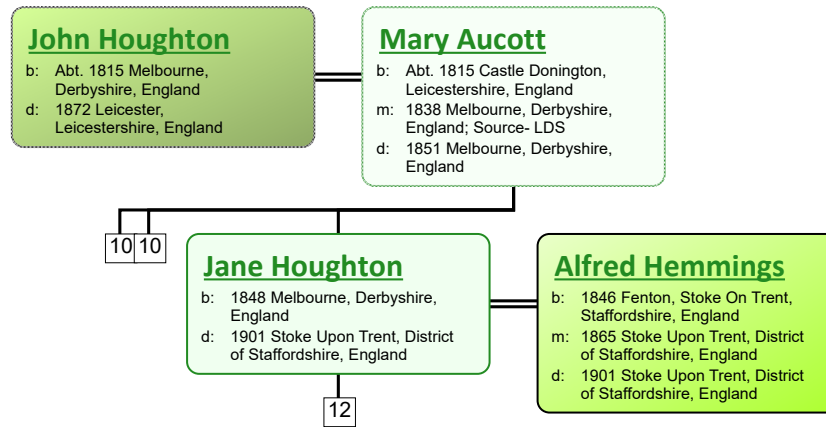 John Houghton
b: Abt. 1815 Melbourne,
Derbyshire, England
d: 1872 Leicester,
Leicestershire, England
Mary Aucott
b: Abt. 1815 Castle Donington,
Leicestershire, England
m: 1838 Melbourne, Derbyshire,
England; Source- LDS
d: 1851 Melbourne, Derbyshire,
England
10
10
Jane Houghton
b: 1848 Melbourne, Derbyshire,
England
d: 1901 Stoke Upon Trent, District
of Staffordshire, England
Alfred Hemmings
b: 1846 Fenton, Stoke On Trent,
Staffordshire, England
m: 1865 Stoke Upon Trent, District
of Staffordshire, England
d: 1901 Stoke Upon Trent, District
of Staffordshire, England
12